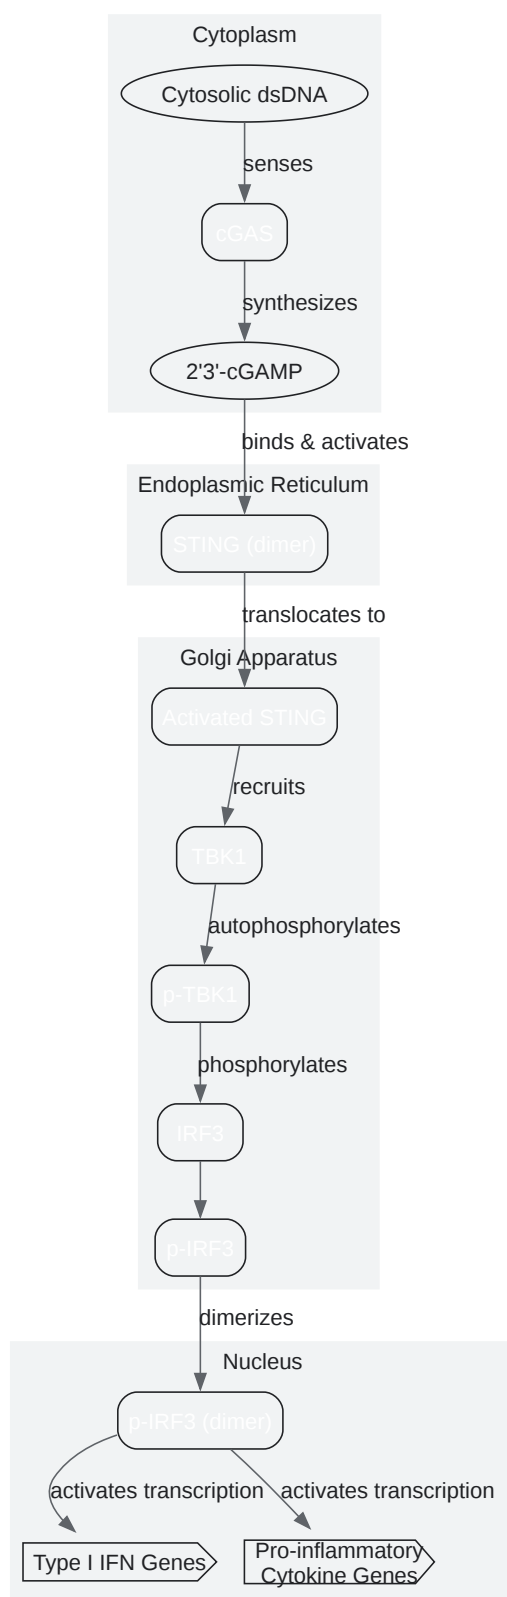 Cytoplasm
Cytosolic dsDNA
senses
cGAS
synthesizes
2'3'-cGAMP
binds & activates
Endoplasmic Reticulum
STING (dimer)
translocates to
Golgi Apparatus
Activated STING
recruits
TBK1
autophosphorylates
p-TBK1
phosphorylates
IRF3
p-IRF3
dimerizes
Nucleus
p-IRF3 (dimer)
activates transcription
activates transcription
Type I IFN Genes
Pro-inflammatory
Cytokine Genes